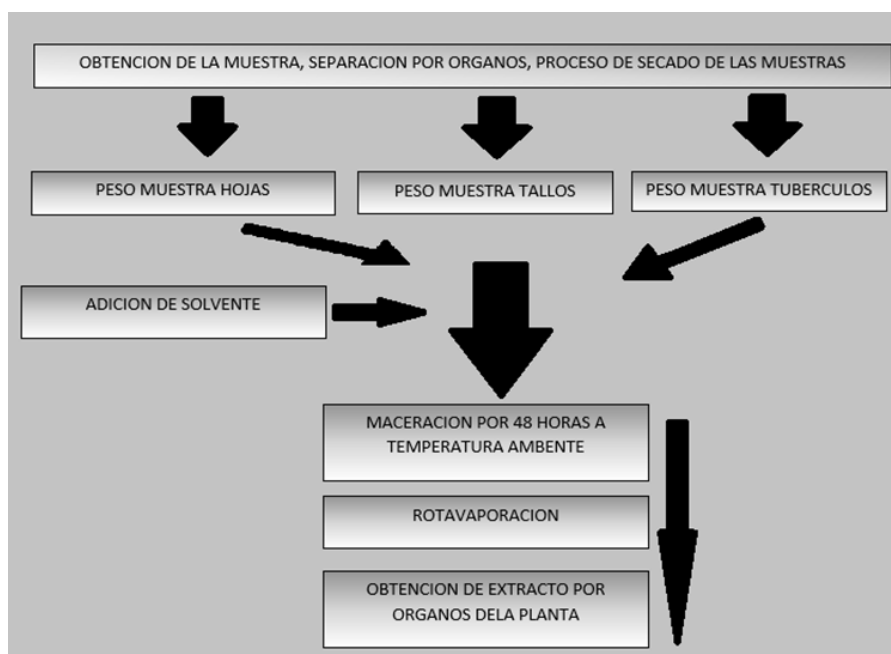 OBTENCION DE LA MUESTRA, SEPARACION POR ORGANOS, PROCESO DE SECADO DE LAS MUESTRAS
PESO MUESTRA HOJAS
PESO MUESTRA TALLOS
PESO MUESTRA TUBERCULOS
ADICION DE SOLVENTE
MACERACION POR 48 HORAS A
TEMPERATURA AMBENTE
ROTAVAPORACION
OBTENCION DE EXTRACTO POR
ORGANOS DELA PLANTA